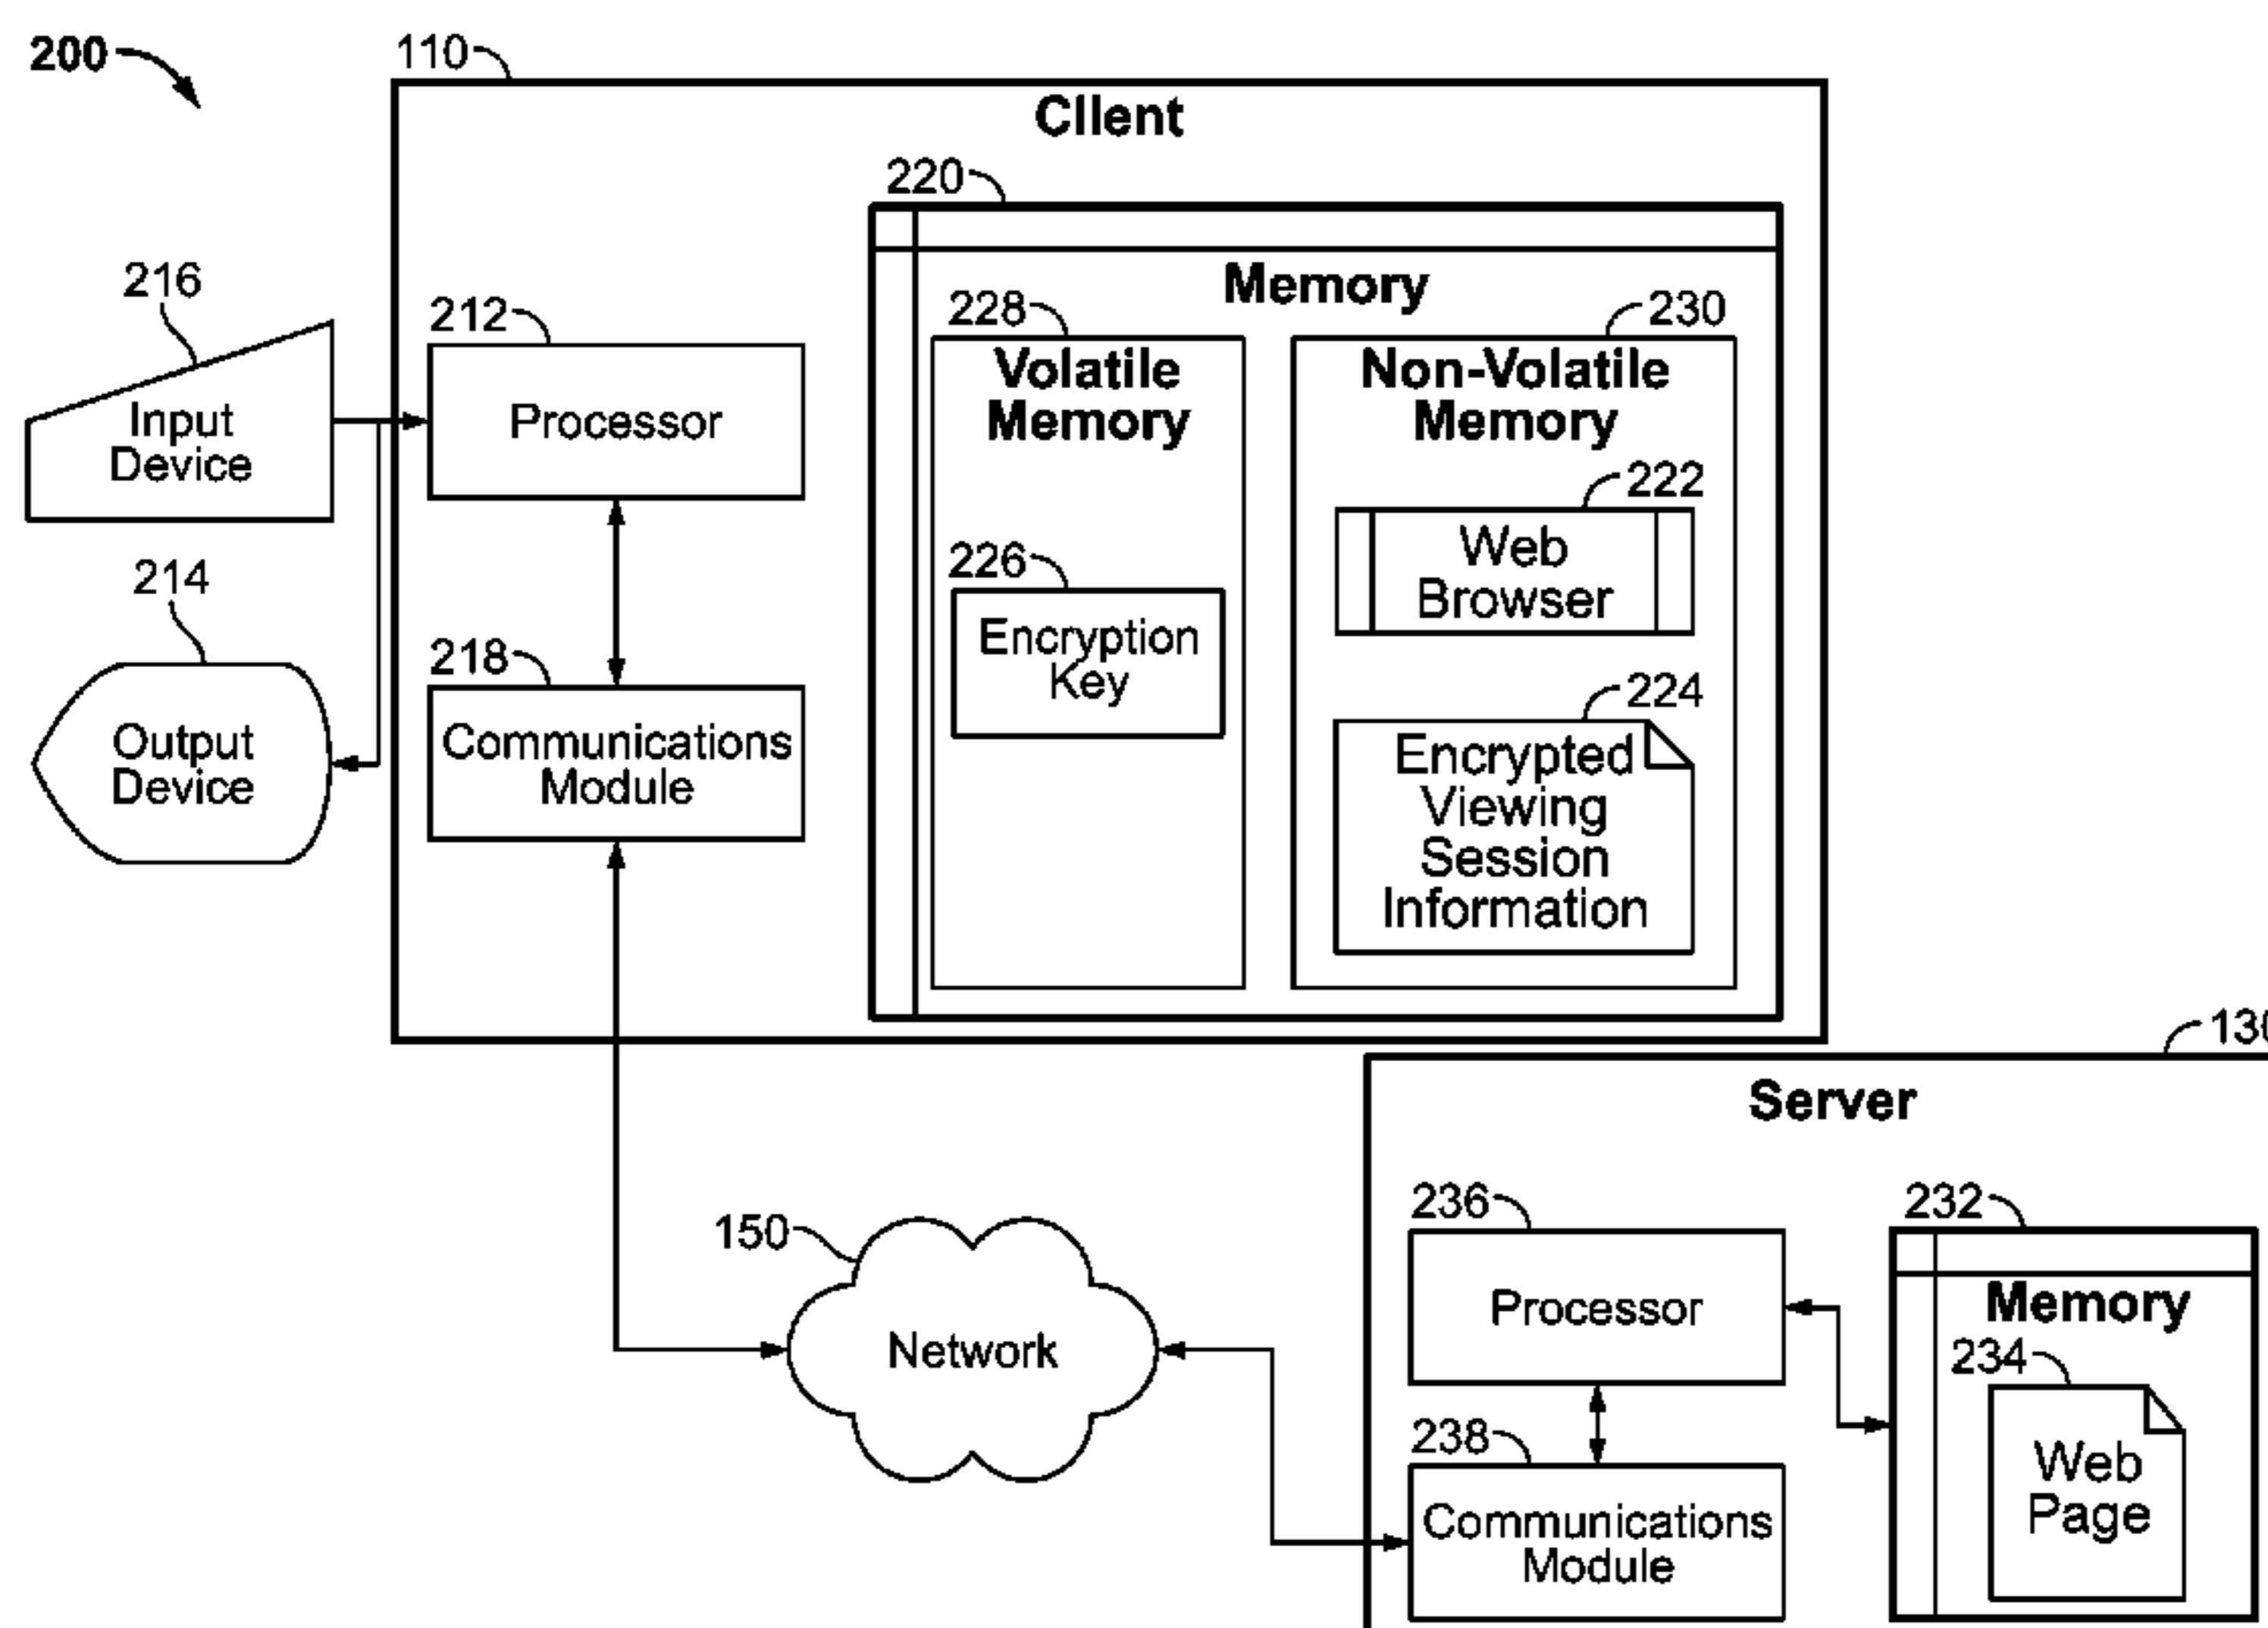 200
110
Client
220
Memory
216
212
228
230
Volatile
Memory
Non-Volatile
Memory
Input
Device
Processor
222
Web
Browser
226
Encryption
Key
214
218
224
Output
Device
Communications
Module
Encrypted
Viewing
Session
Information
130
Server
236
232
150
Processor
Memory
234
Network
238
Web
Page
Communications
Module